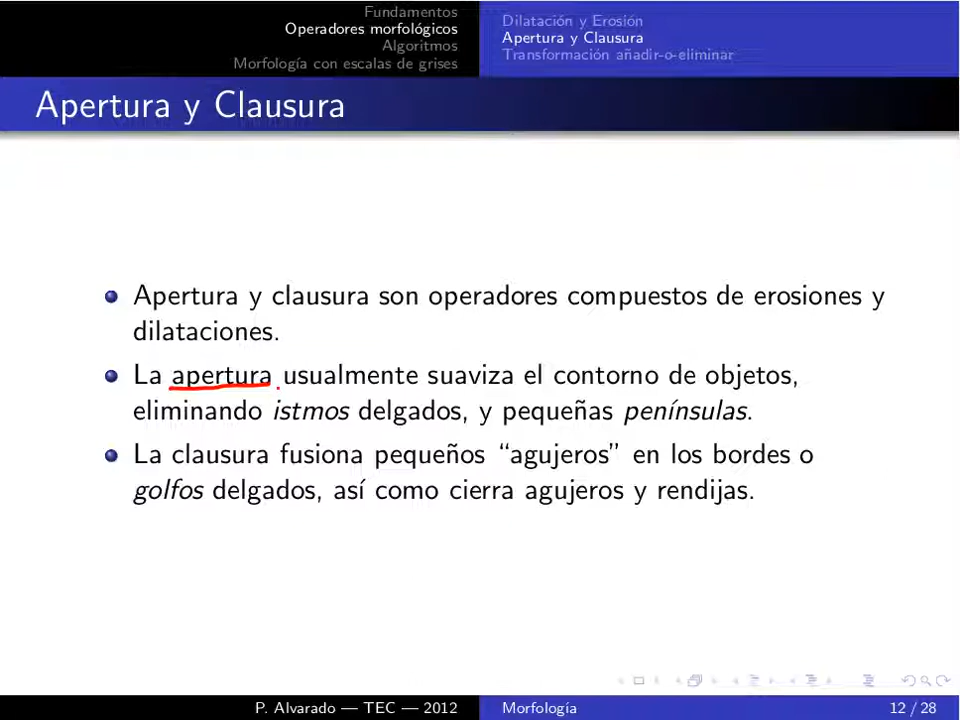 Fundamentos
Operadores morfológicos
Algoritmos
Morfología con escalas de grises
Dilatación y Erosión
Apertura y Clausura
Transformación añadir-o-eliminar
Apertura y Clausura
Apertura y clausura son operadores compuestos de erosiones y
dilataciones.
La apertura usualmente suaviza el contorno de objetos,
eliminando istmos delgados, y pequeñas penínsulas.
La clausura fusiona pequeños “agujeros” en los bordes o
golfos delgados, así como cierra agujeros y rendijas.
P. Alvarado — TEC — 2012
Morfología
12 / 28